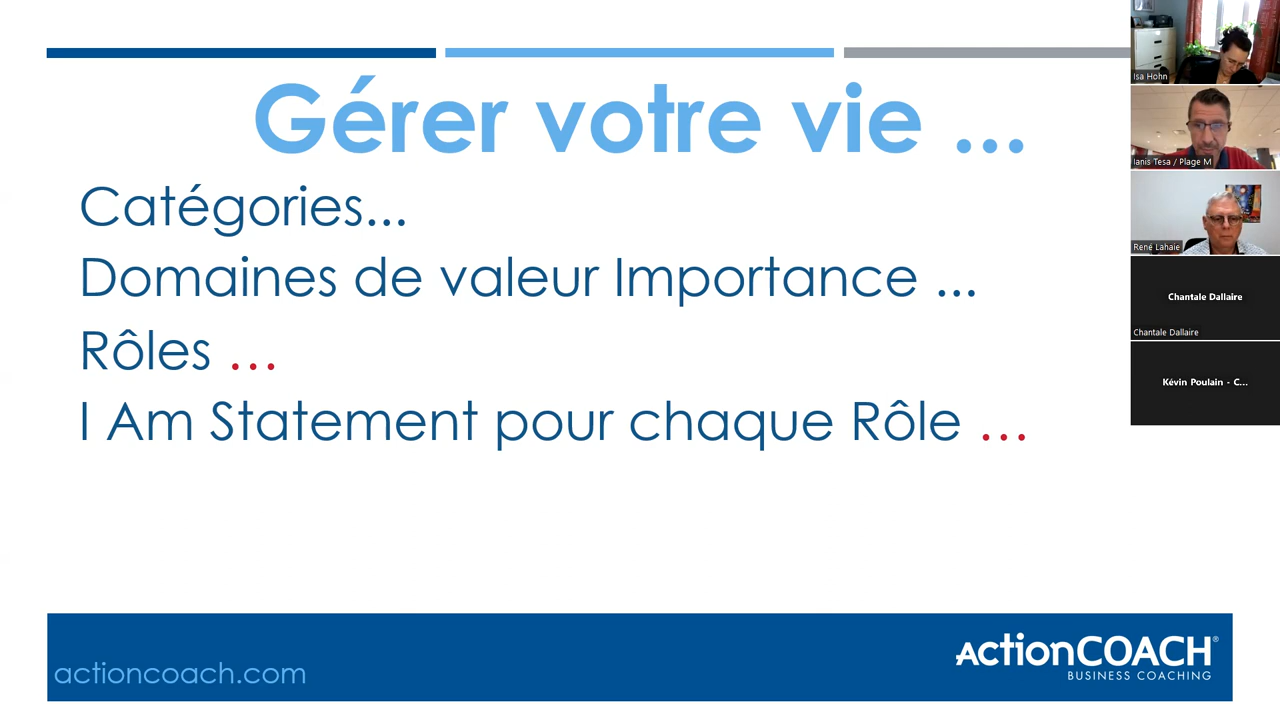 Gérer votre vie ...
Catégories...
Domaines de valeur Importance ...
Rôles ...
I Am Statement pour chaque Rôle ...
actioncoach.com
ActionCOACH®
BUSINESS COACHING
Isa Hohn
Ianis Tesa / Plage M
René Lahaie
Chantale Dallaire
Chantale Dallaire
Kévin Poulain - C...